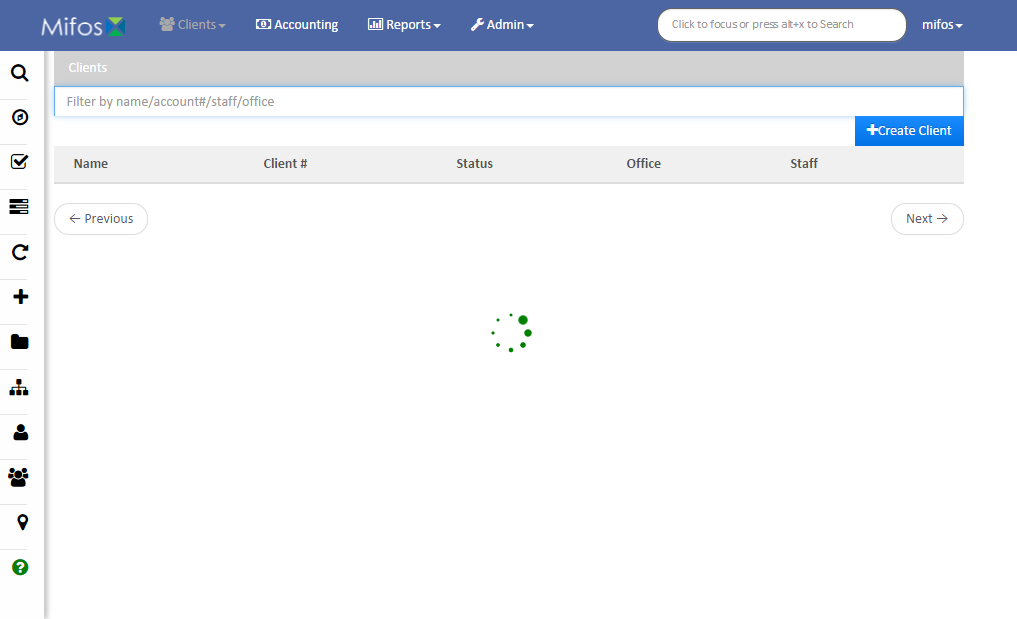 Mifos Clients Accounting Reports Admin Click to focus or press alt+x to Search mifos
Clients
Filter by name/account#/staff/office
Create Client
Name Client # Status Office Staff
← Previous Next →